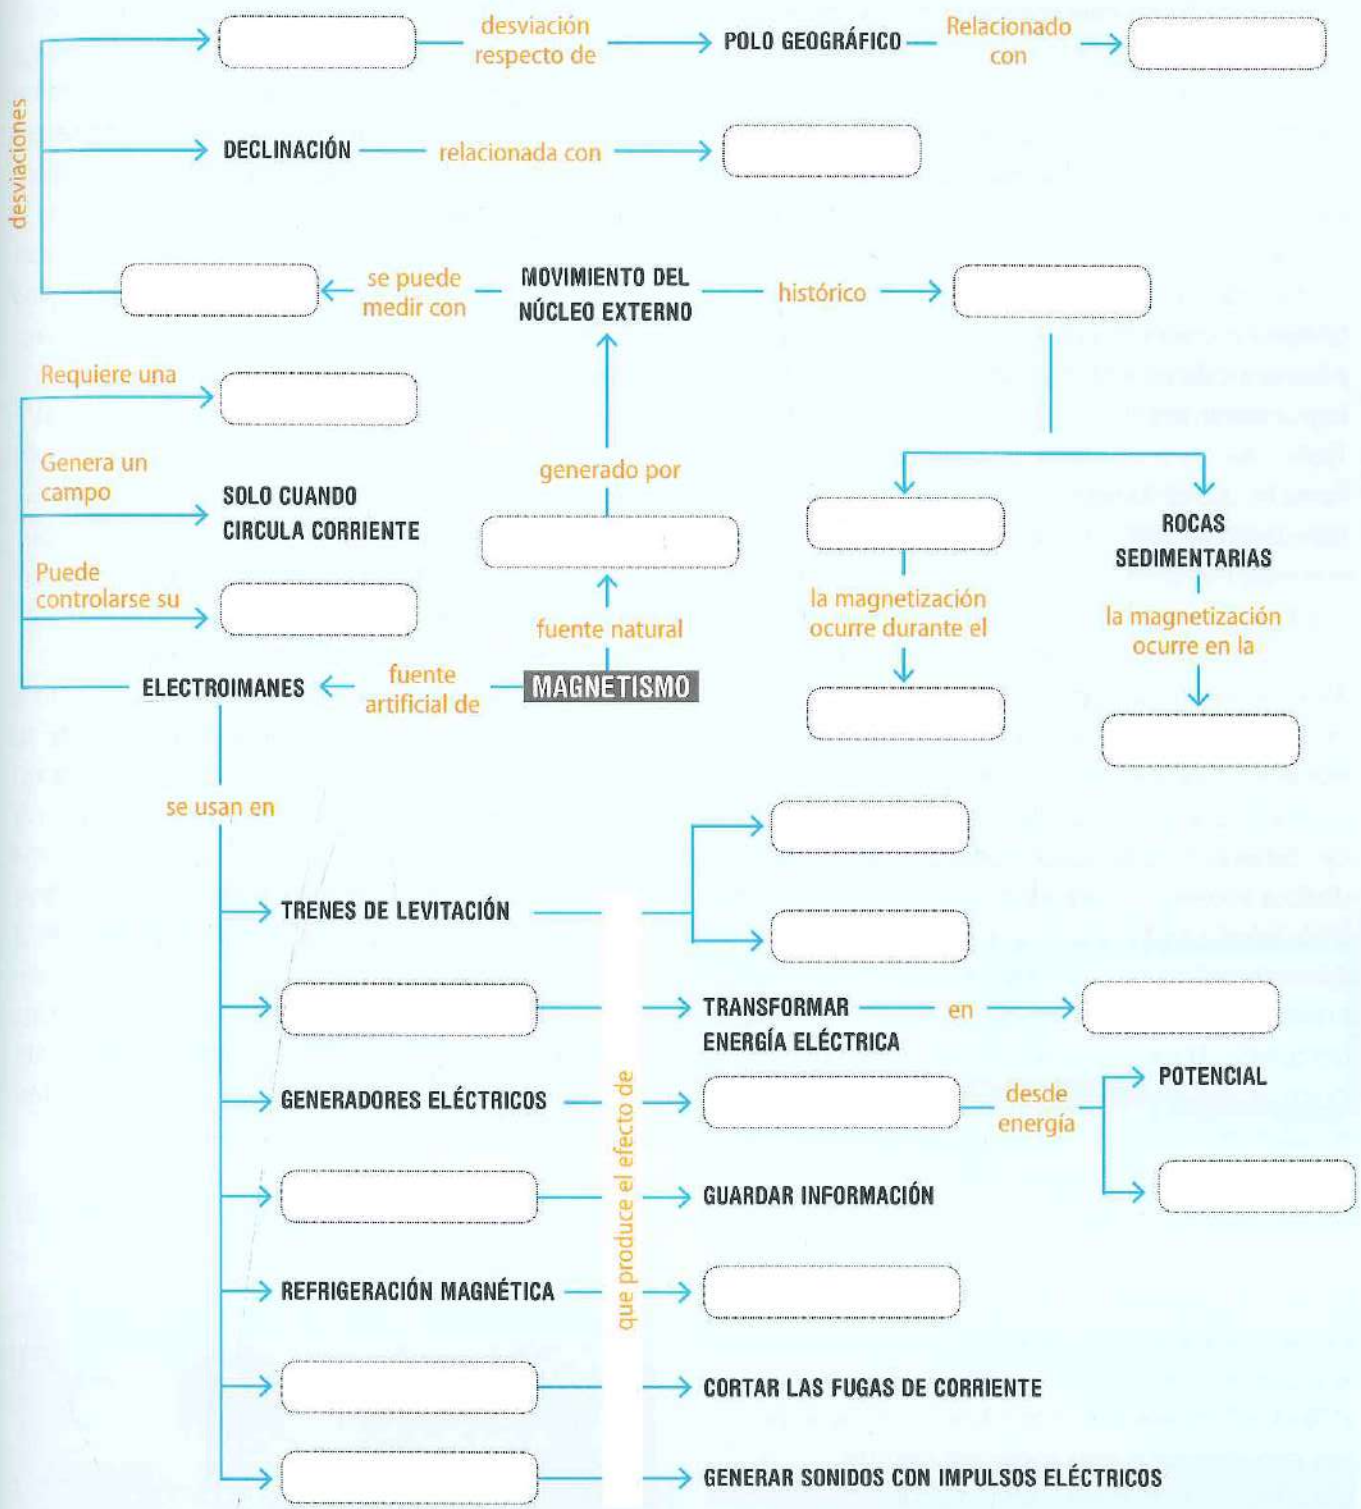 desviación
respecto de
POLO GEOGRÁFICO
Relacionado
con
desviaciones
DECLINACIÓN
relacionada con
se puede
medir con
MOVIMIENTO DEL
NÚCLEO EXTERNO
histórico
Requiere una
Genera un
campo
SOLO CUANDO
CIRCULA CORRIENTE
generado por
ROCAS
SEDIMENTARIAS
Puede
controlarse su
fuente natural
la magnetización
ocurre durante el
la magnetización
ocurre en la
ELECTROIMANES
fuente
artificial de
MAGNETISMO
se usan en
TRENES DE LEVITACIÓN
TRANSFORMAR
ENERGÍA ELÉCTRICA
en
GENERADORES ELÉCTRICOS
que produce el efecto de
desde
energía
POTENCIAL
GUARDAR INFORMACIÓN
REFRIGERACIÓN MAGNÉTICA
CORTAR LAS FUGAS DE CORRIENTE
GENERAR SONIDOS CON IMPULSOS ELÉCTRICOS